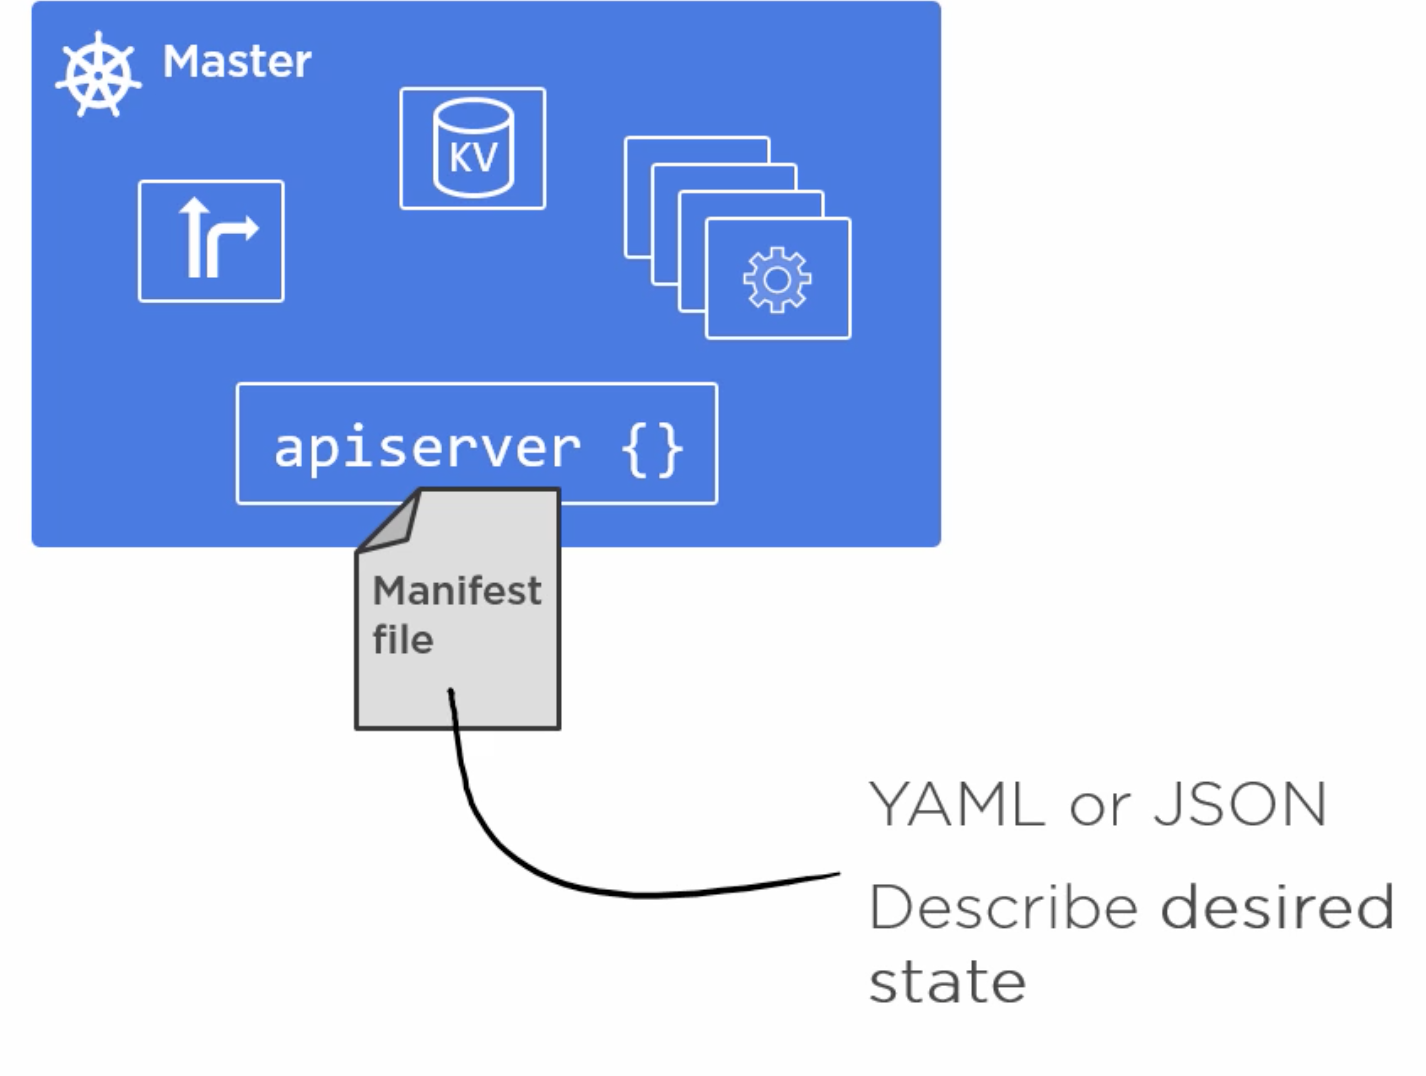 Master
KV
apiserver {}
Manifest
file
YAML or JSON
Describe desired
state